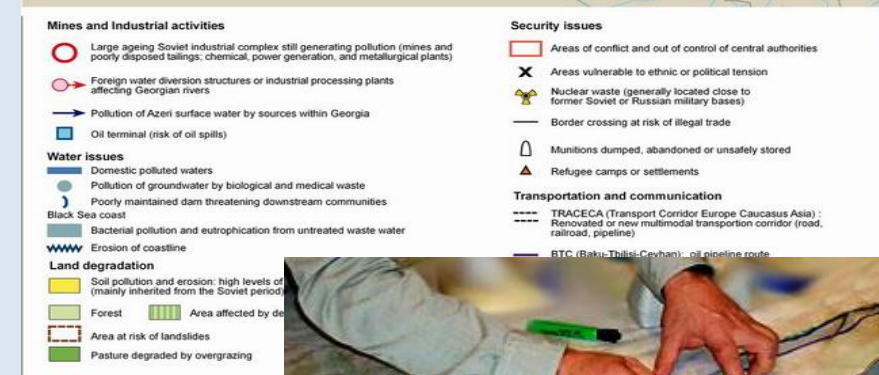 Mines and Industrial activities
Large ageing Soviet industrial complex still generating pollution (mines and
poorly disposed tailings; chemical, power generation, and metallurgical plants)
Foreign water diversion structures or industrial processing plants
affecting Georgian rivers
Pollution of Azeri surface water by sources within Georgia
Oil terminal (risk of oil spills)
Water issues
Domestic polluted waters
Pollution of groundwater by biological and medical waste
Poorly maintained dam threatening downstream communities
Black Sea coast
Bacterial pollution and eutrophication from untreated waste water
Erosion of coastline
Land degradation
Soil pollution and erosion: high levels of
(mainly inherited from the Soviet period)
Forest
Area affected by de
Area at risk of landslides
Pasture degraded by overgrazing
Security issues
Areas of conflict and out of control of central authorities
Areas vulnerable to ethnic or political tension
Nuclear waste (generally located close to
former Soviet or Russian military bases)
Border crossing at risk of illegal trade
Munitions dumped, abandoned or unsafely stored
Refugee camps or settlements
Transportation and communication
TRACECA (Transport Corridor Europe Caucasus Asia) :
Renovated or new multimodal transportion corridor (road,
railroad, pipeline)
BTC (Baku-Tbilisi-Ceyhan): oil pipeline route